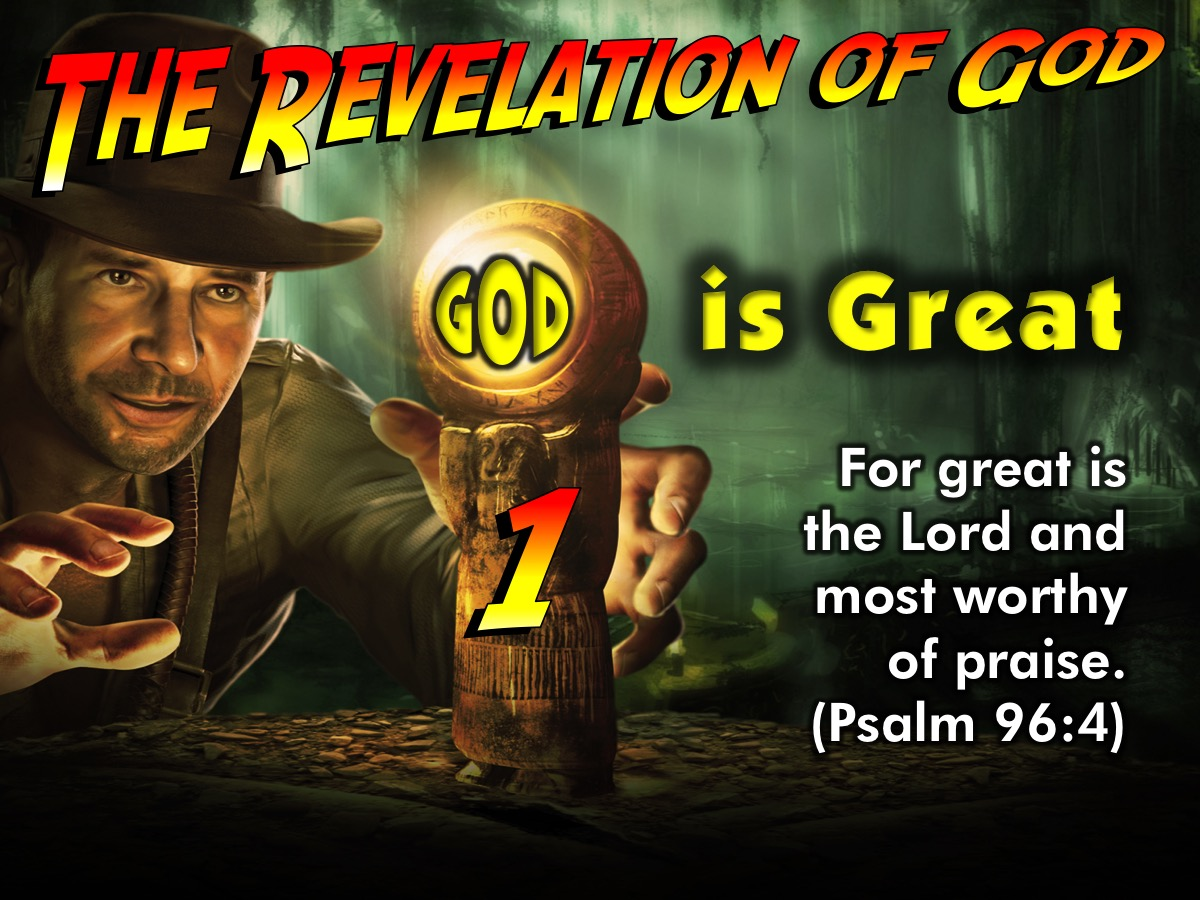 The Revelation of God
GOD is Great
1
For great is
the Lord and
most worthy
of praise.
(Psalm 96:4)